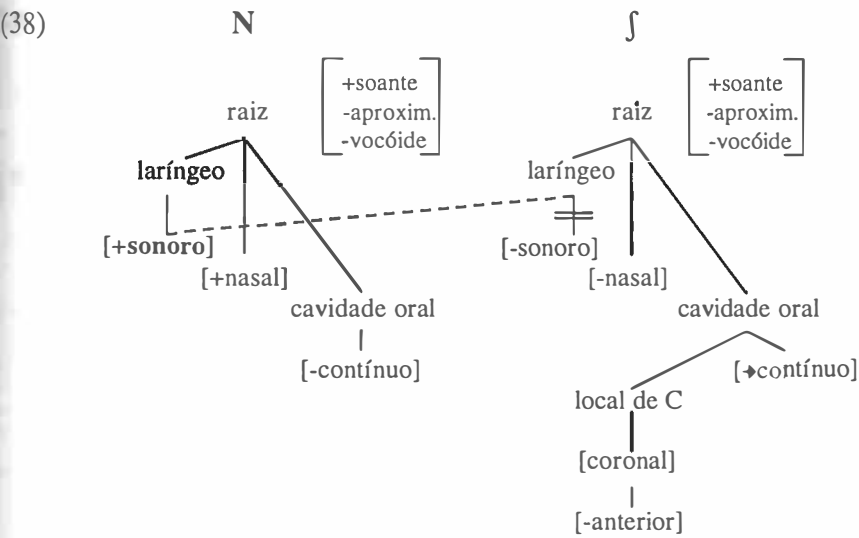 (38) N ʃ
+soante
-aproxim.
-vocóide
raiz
+soante
-aproxim.
-vocóide
raiz
laríngeo
laríngeo
[+sonoro]
[-sonoro]
[+nasal]
[-nasal]
cavidade oral
cavidade oral
[-contínuo]
[+contínuo]
local de C
[coronal]
[-anterior]